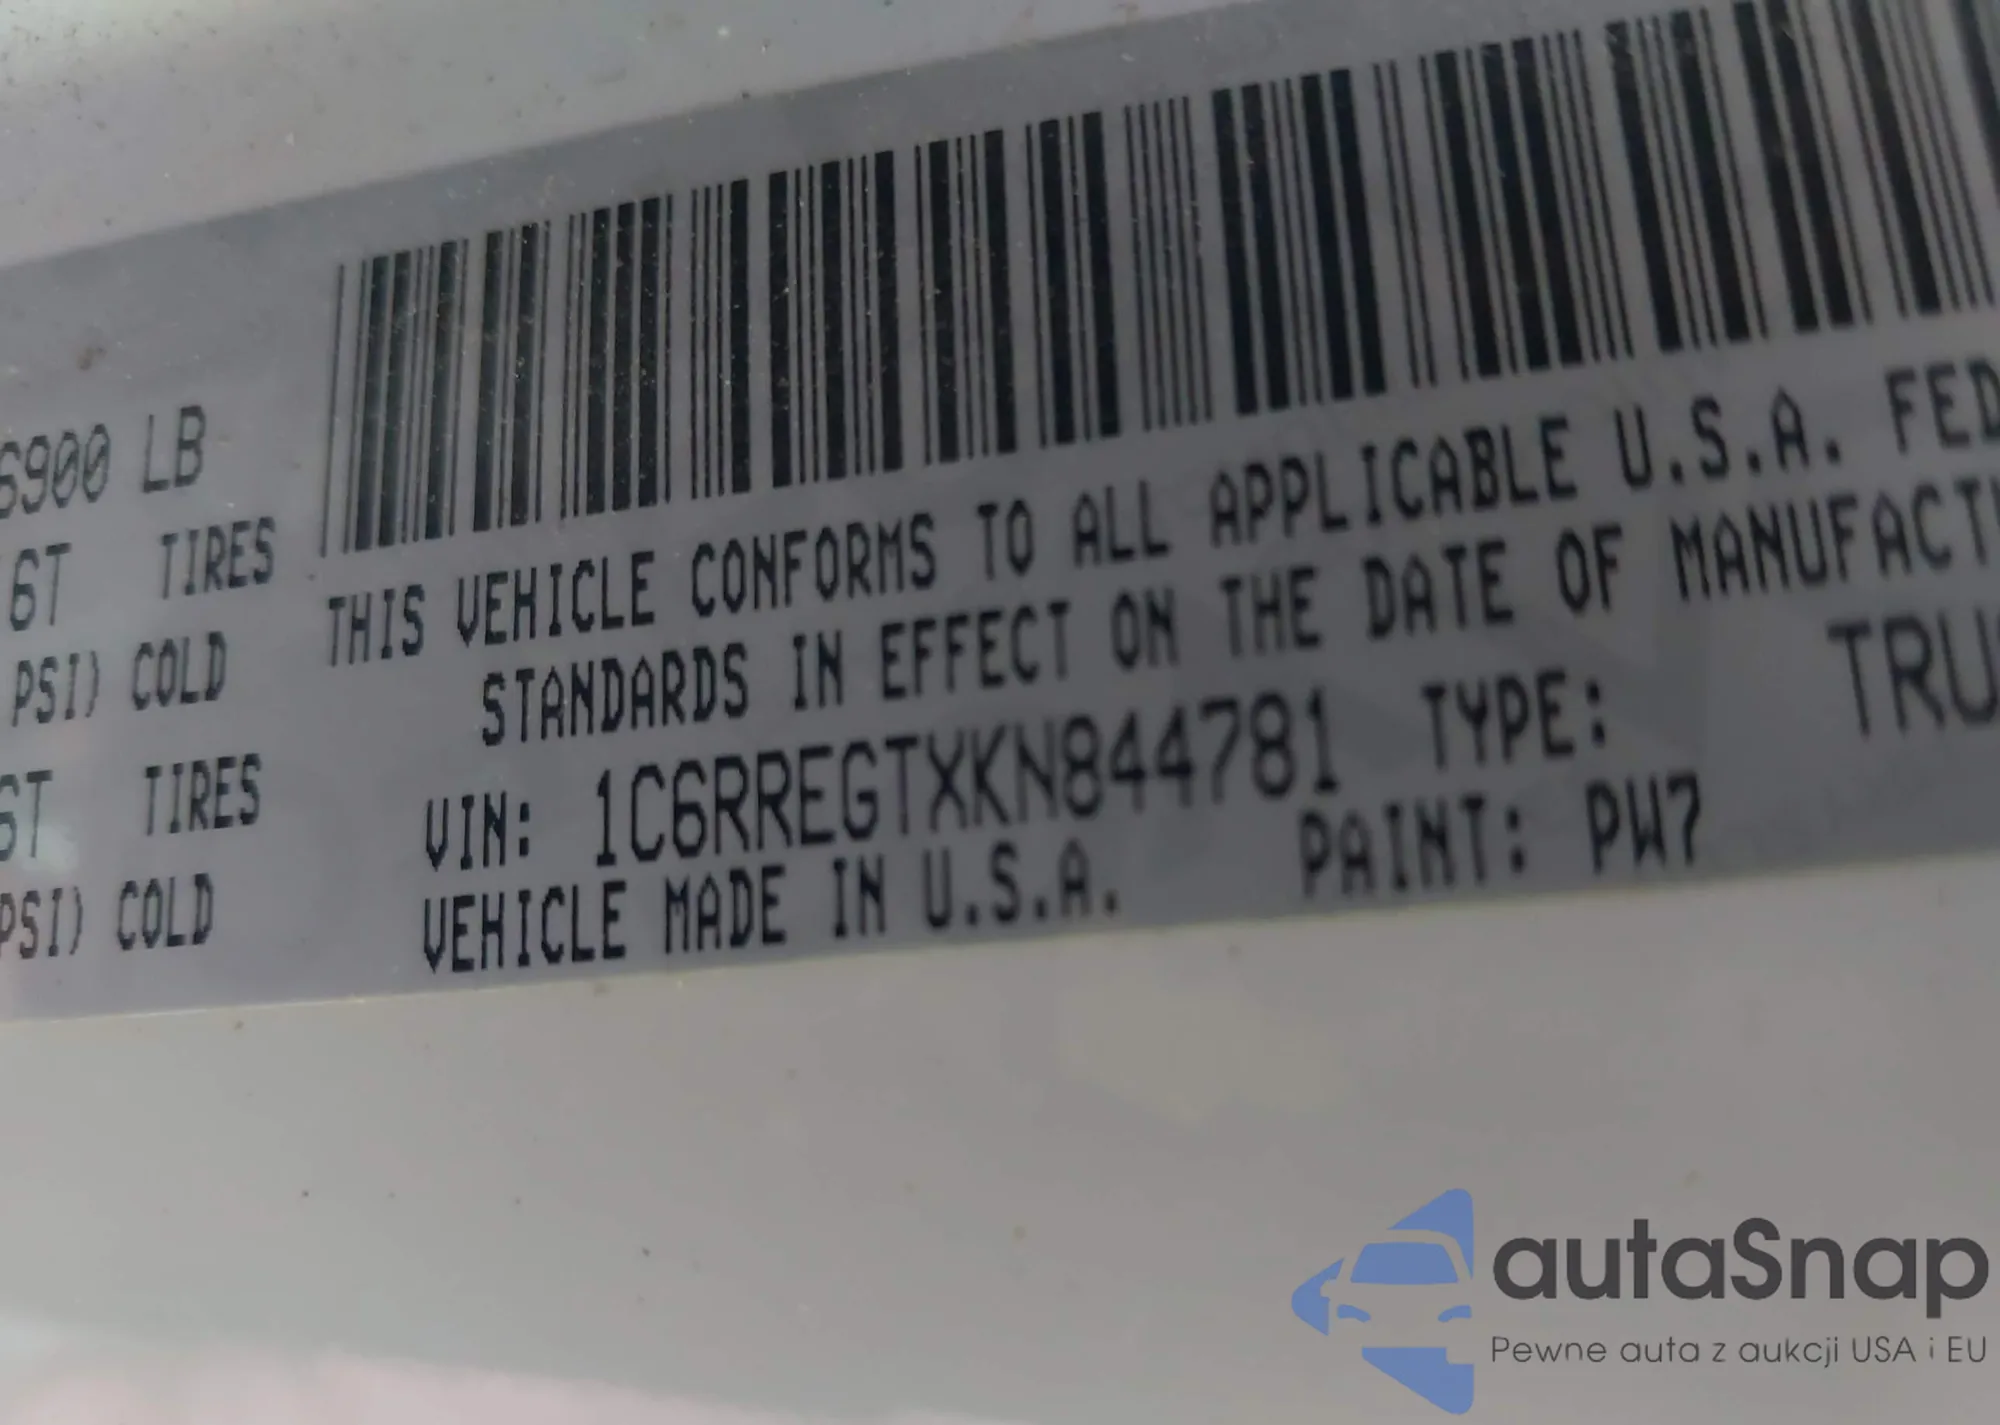 6900 LB
6T TIRES
PSI) COLD
6T TIRES
PSI) COLD
THIS VEHICLE CONFORMS TO ALL APPLICABLE U.S.A. FED
STANDARDS IN EFFECT ON THE DATE OF MANUFACT
VIN: 1C6RREGTXKN844781 TYPE: TRUC
VEHICLE MADE IN U.S.A. PAINT: PW7
autaSnap
Pewne auta z aukcji USA i EU